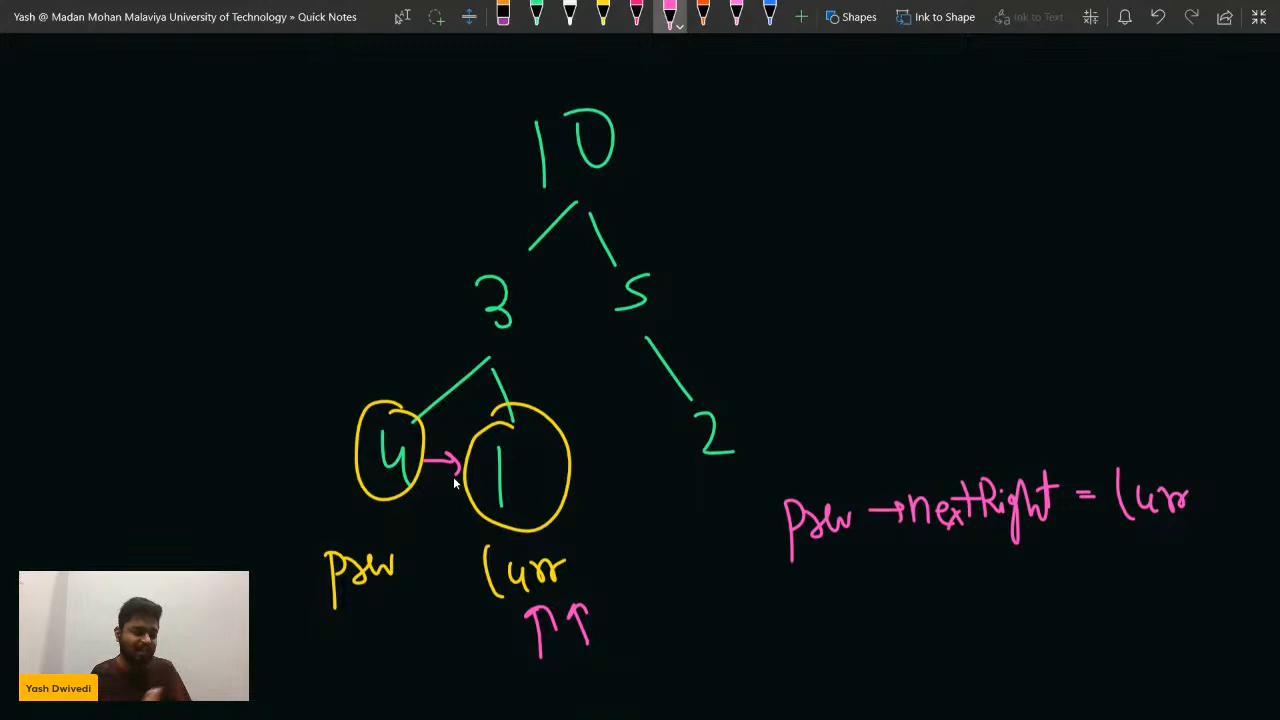 Yash @ Madan Mohan Malaviya University of Technology » Quick Notes
Shapes
Ink to Shape
Ink to Text
10
3 5
4 1 2
prev → nextRight = Curr
prev Curr
Yash Dwivedi